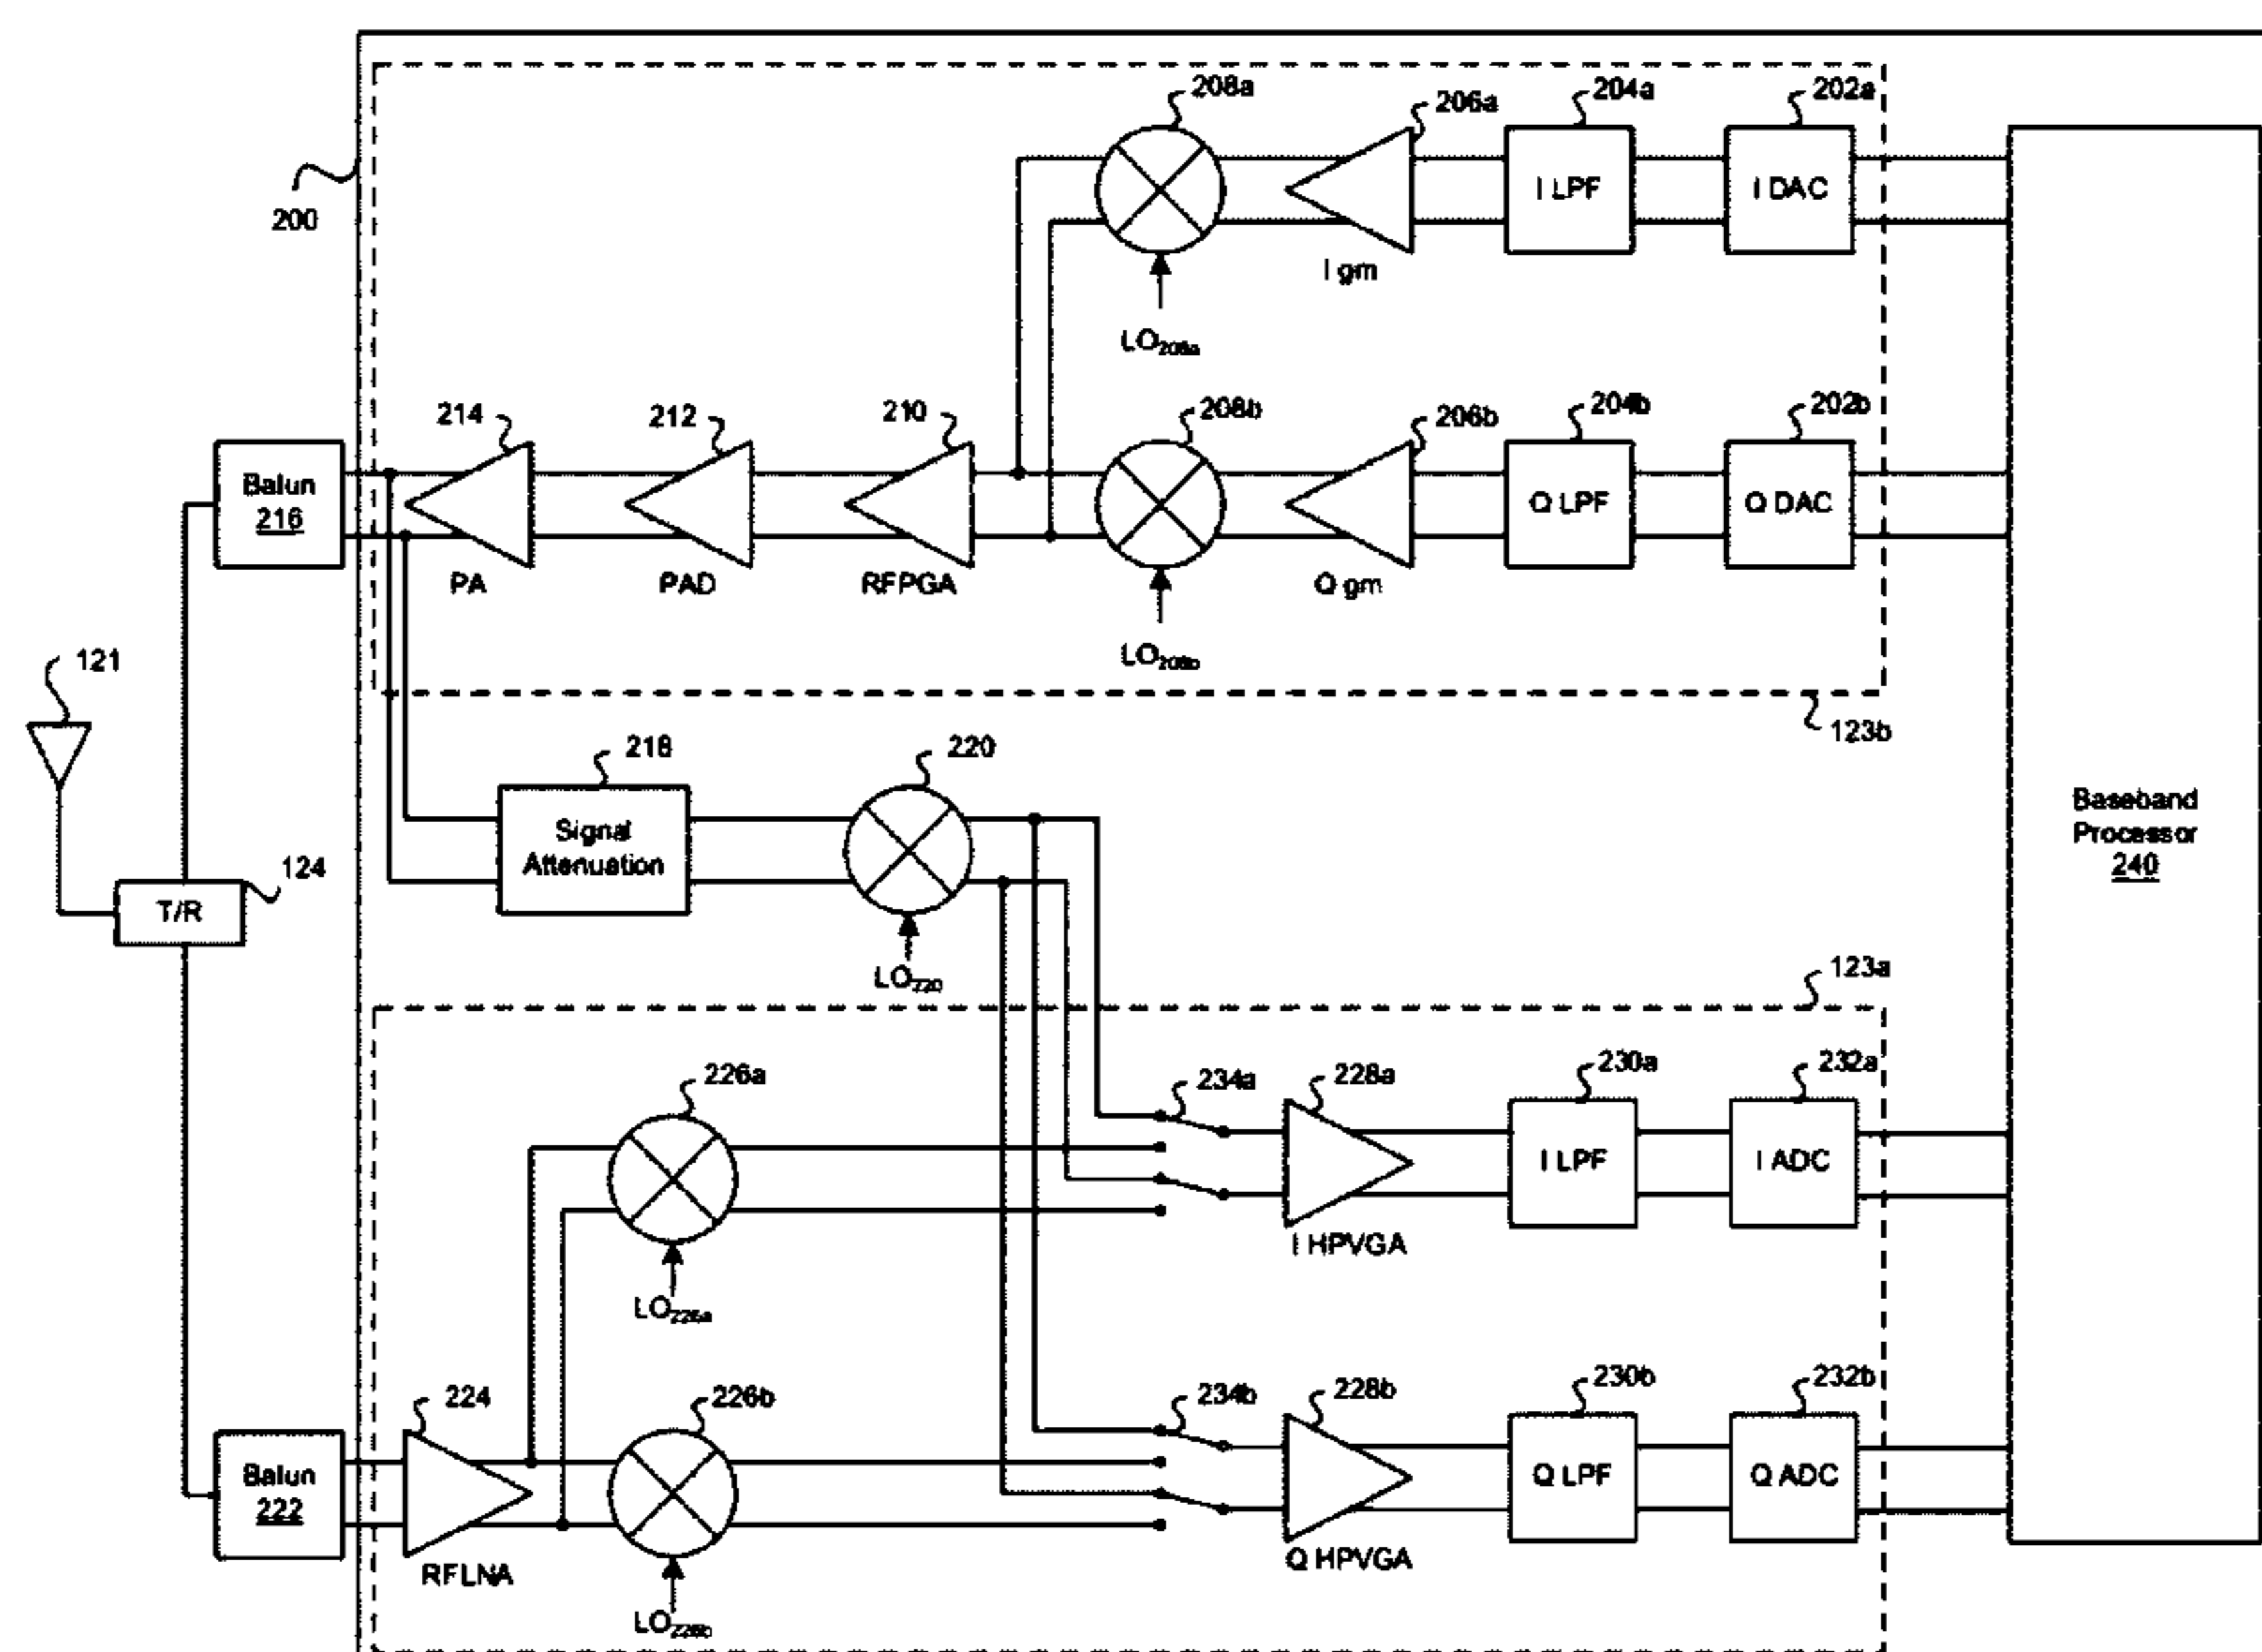 208a
206a
204a
202a
I LPF
I DAC
200
I gm
LO208a
214
212
210
208b
206b
204b
202b
Balun
216
Q LPF
Q DAC
PA
PAD
RFPGA
Q gm
LO208b
121
123b
218
220
Signal
Attenuation
Baseband
Processor
240
124
T/R
LO220
123a
226a
234a
228a
230a
232a
I LPF
I ADC
I HPVGA
LO226a
224
226b
234b
228b
230b
232b
Balun
222
Q LPF
Q ADC
RFLNA
Q HPVGA
LO226b